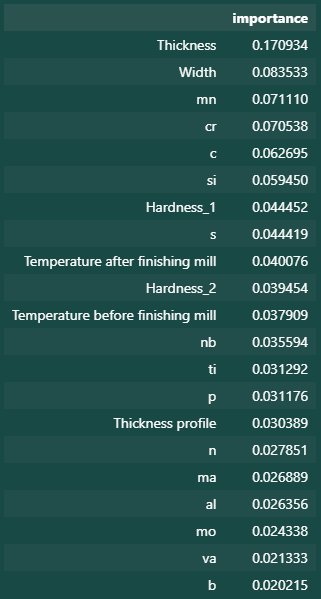 importance
Thickness 0.170934
Width 0.083533
mn 0.071110
cr 0.070538
c 0.062695
si 0.059450
Hardness_1 0.044452
s 0.044419
Temperature after finishing mill 0.040076
Hardness_2 0.039454
Temperature before finishing mill 0.037909
nb 0.035594
ti 0.031292
p 0.031176
Thickness profile 0.030389
n 0.027851
ma 0.026889
al 0.026356
mo 0.024338
va 0.021333
b 0.020215